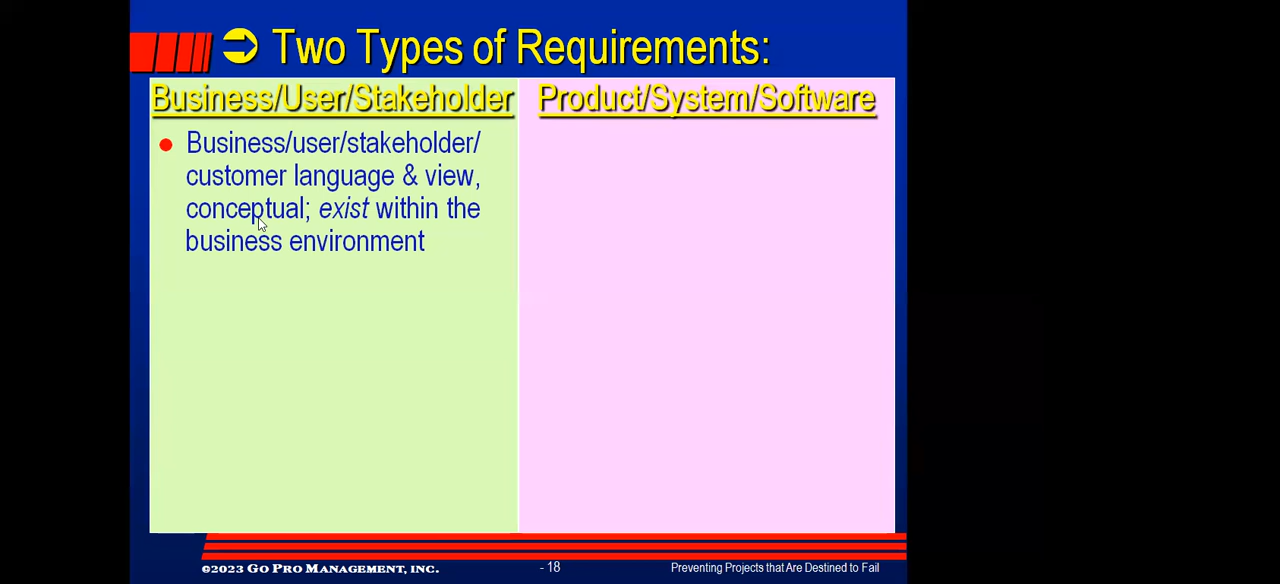 ➲ Two Types of Requirements:
Business/User/Stakeholder
● Business/user/stakeholder/
customer language & view,
conceptual; exist within the
business environment
Product/System/Software
©2023 GO PRO MANAGEMENT, INC.
- 18
Preventing Projects that Are Destined to Fail